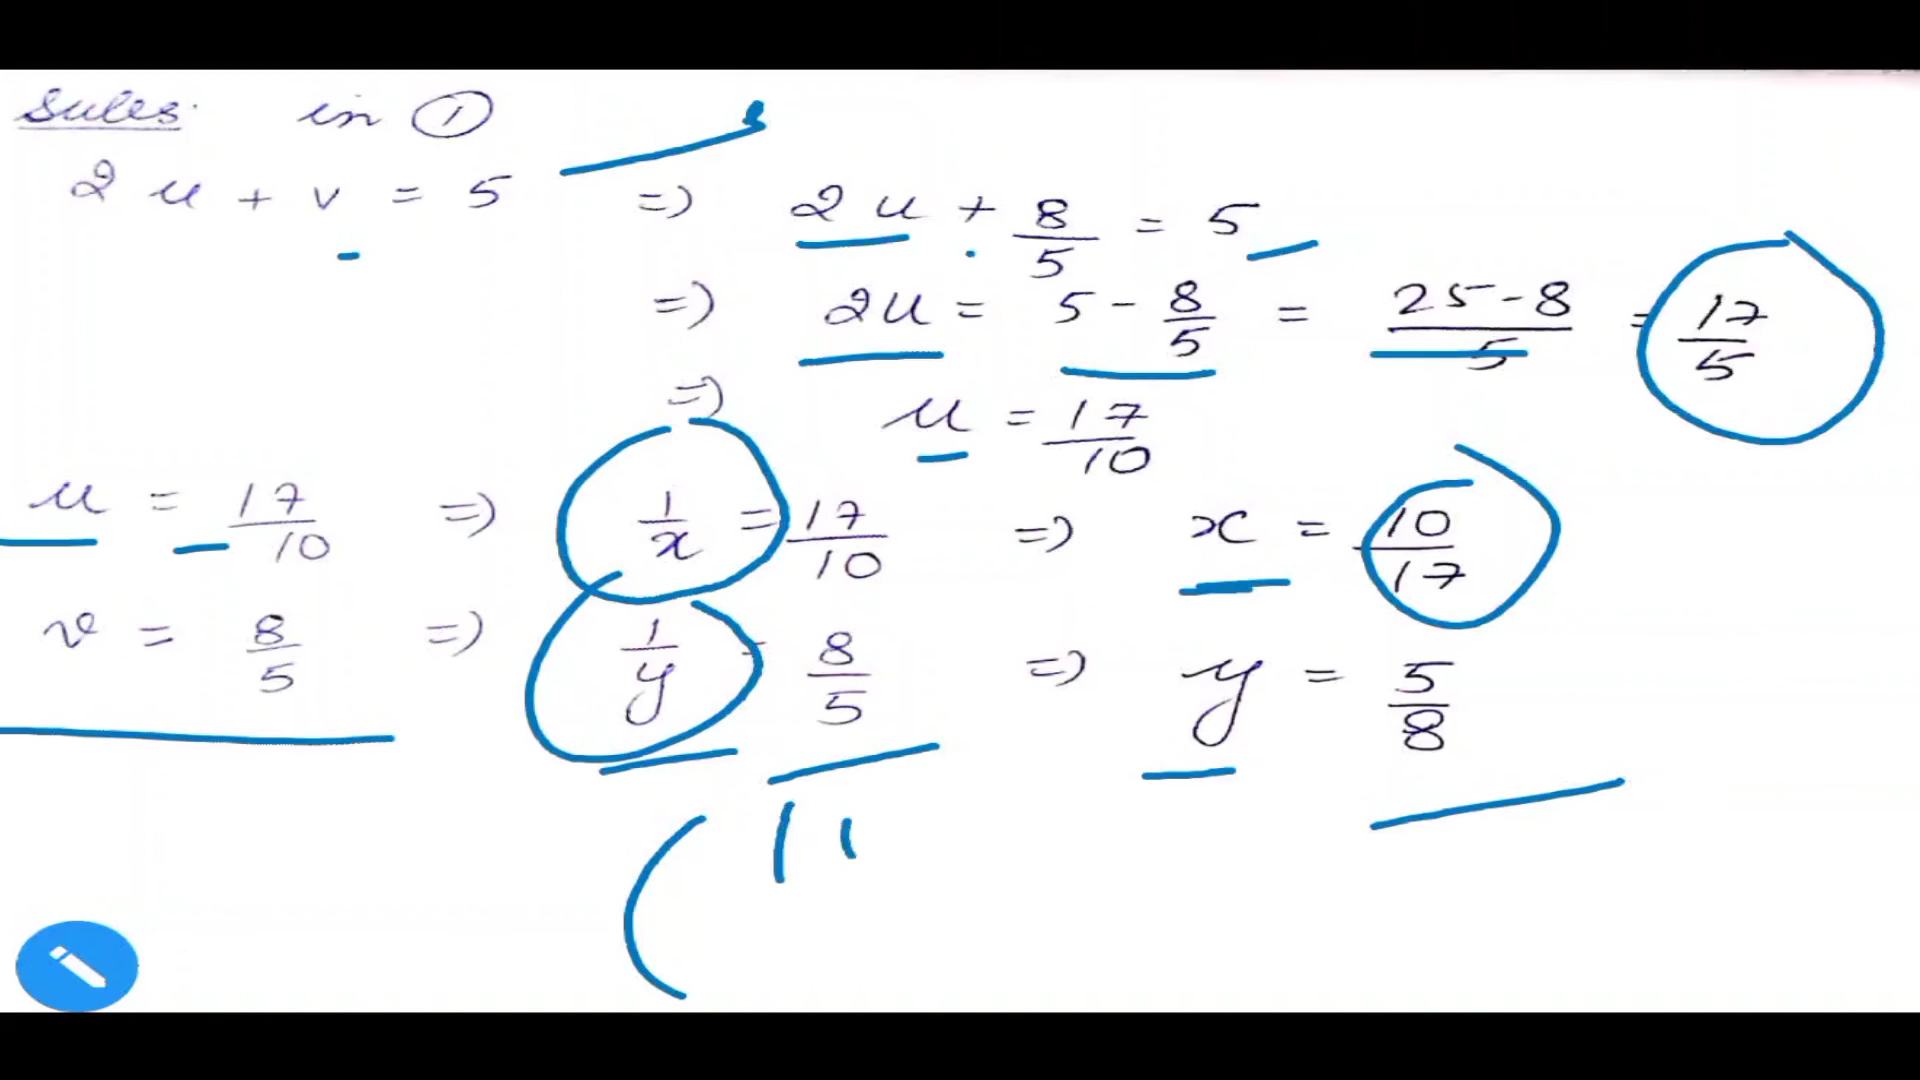 Subs. in ①
2u + v = 5 => 2u + 8/5 = 5
=> 2u = 5 - 8/5 = 25-8/5 = 17/5
=> u = 17/10
u = 17/10 => 1/x = 17/10 => x = 10/17
v = 8/5 => 1/y = 8/5 => y = 5/8